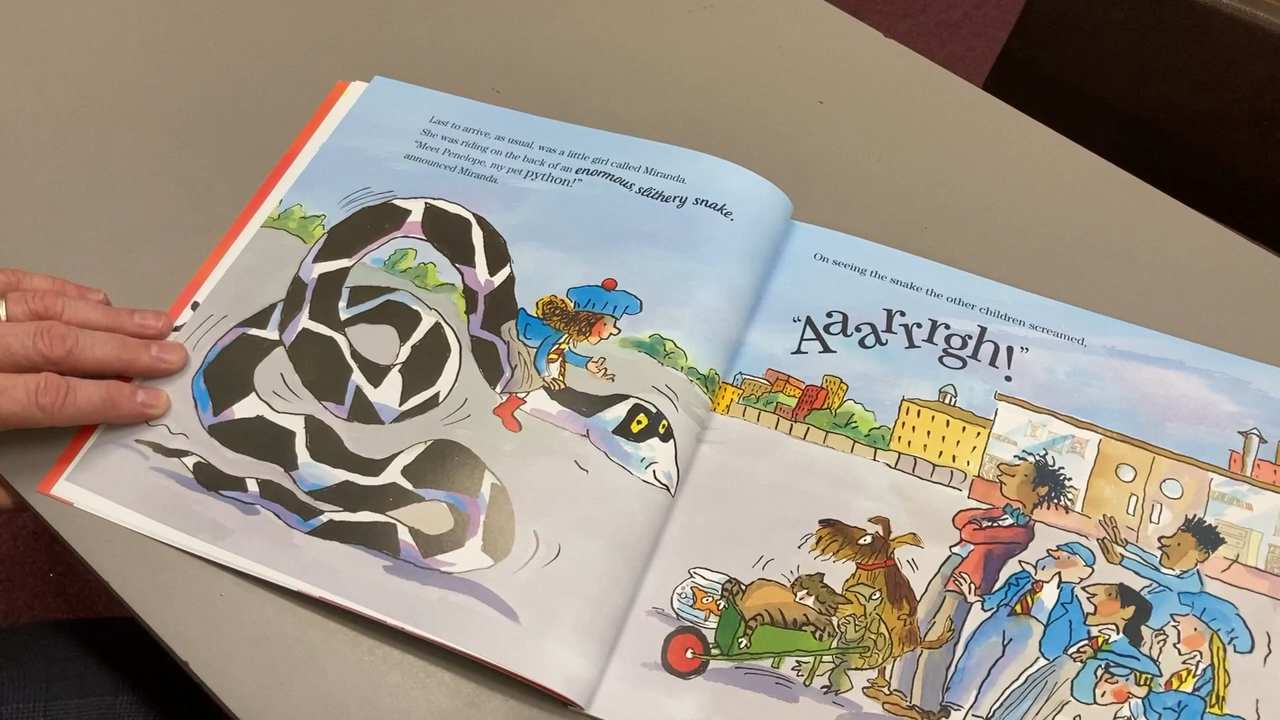 Last to arrive, as usual, was a little girl called Miranda.
She was riding on the back of an enormous, slithery snake.
“Meet Penelope, my pet python!”
announced Miranda.
On seeing the snake the other children screamed,
“Aaarrrgh!”